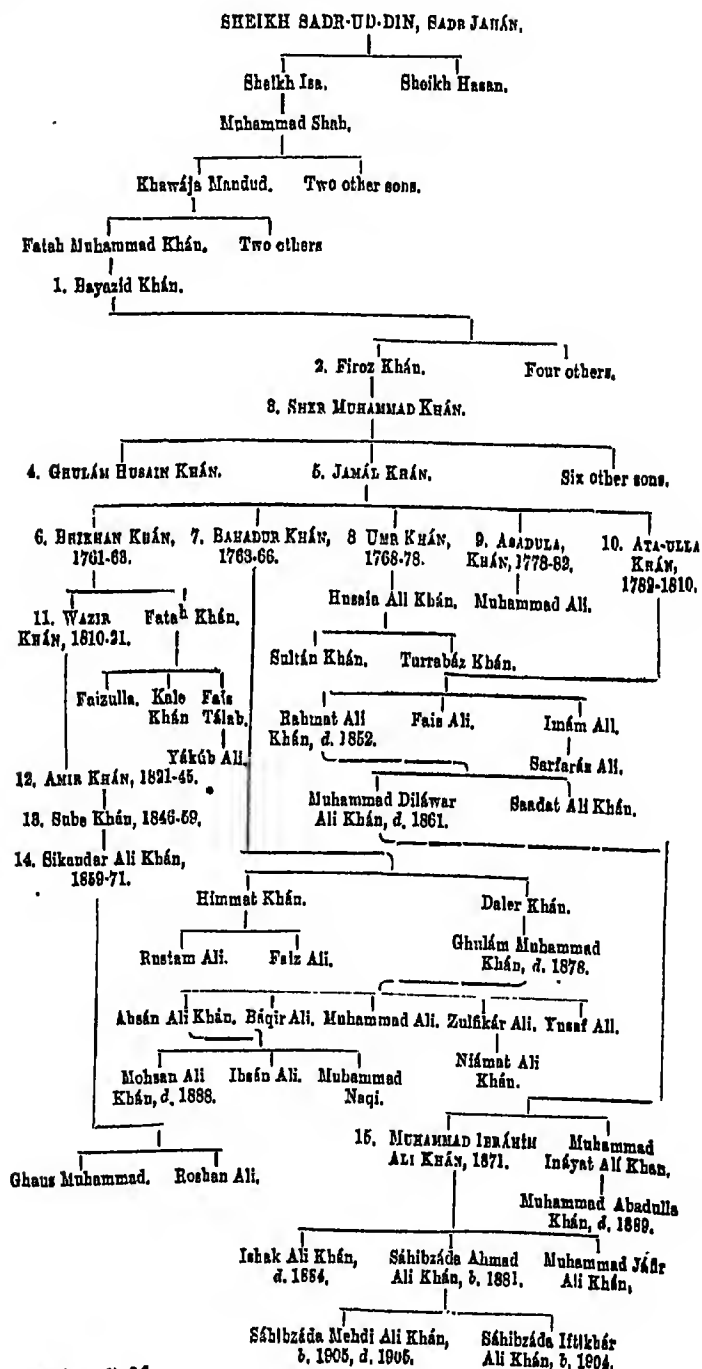 SHEIKH SADR-UD-DIN, SADR JAHÁN.
Sheikh Isa. Sheikh Hasan.
Muhammad Shah.
Khawája Mandud. Two other sons.
Fatah Muhammad Khán. Two others
1. Bayazid Khán.
2. Firoz Khán. Four others.
3. SHER MUHAMMAD KHÁN.
4. GHULÁM HUSAIN KHÁN. 5. JAMÁL KHÁN. Six other sons.
6. BHIKHAN KHÁN, 7. BAHADUR KHÁN, 8 UMR KHÁN, 9. ASADULA, 10. ATA-ULLA
1761-63. 1763-66. 1768-78. KHÁN, 1778-82. KHÁN,
1782-1810.
Husain Ali Khán. Muhammad Ali.
11. WAZIR Fatah Khán.
KHÁN, 1810-21.
Sultán Khán. Turrabáz Khán.
Faizulla. Kale Fais
Khán Tálab.
Rahmat Ali Fais Ali. Imám Ali.
Khán, d. 1852.
Yákúb Ali. Sarfaráz Ali.
12. AMIR KHÁN, 1821-45.
Muhammad Diláwar Saadat Ali Khán.
Ali Khán, d. 1861.
13. Sube Khán, 1846-59.
14. Sikandar Ali Khán,
1859-71.
Himmat Khán. Daler Khán.
Rustam Ali. Faiz Ali. Ghulám Muhammad
Khán, d. 1878.
Ahsán Ali Khán. Báqir Ali. Muhammad Ali. Zulfikár Ali. Yusaf Ali.
Mohsan Ali Ihsán Ali. Muhammad Niámat Ali
Khán, d. 1888. Naqi. Khán.
15. MUHAMMAD IBRÁHÍM Muhammad
ALI KHÁN, 1871. Ináyat Alí Khan.
Ghaus Muhammad. Roshan Ali.
Muhammad Abadulla
Khán, d. 1889.
Ishak Ali Khán, Sáhibzáda Ahmad Muhammad Jáfir
d. 1884. Ali Khán, b. 1881. Ali Khán,
Sáhibzáda Mehdi Ali Khán, Sáhibzáda Iftikhár
b. 1905, d. 1905. Ali Khán, b. 1904.